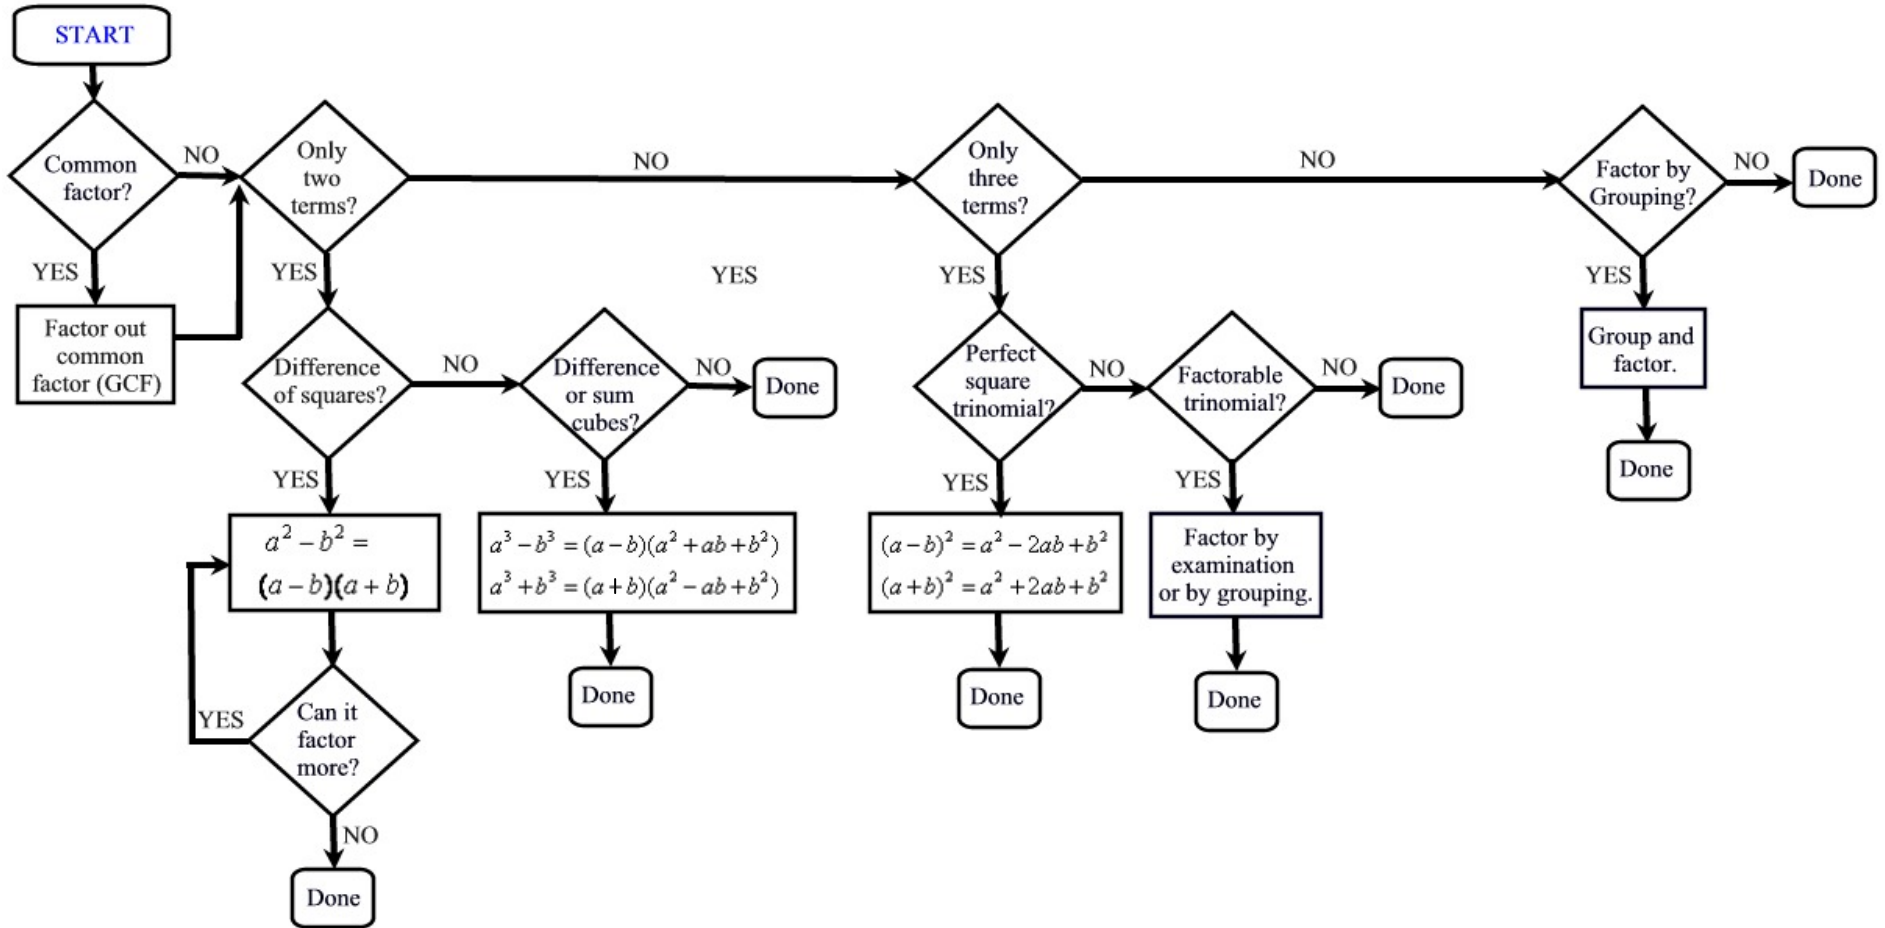 START
Common
factor?
NO
YES
Factor out
common
factor (GCF)
Only
two
terms?
NO
YES
Difference
of squares?
NO
YES
a² − b² =
(a − b)(a + b)
Can it
factor
more?
YES
NO
Done
Difference
or sum
cubes?
NO
Done
YES
a³ − b³ = (a − b)(a² + ab + b²)
a³ + b³ = (a + b)(a² − ab + b²)
Done
YES
Only
three
terms?
NO
YES
Perfect
square
trinomial?
NO
YES
(a − b)² = a² − 2ab + b²
(a + b)² = a² + 2ab + b²
Done
Factorable
trinomial?
NO
Done
YES
Factor by
examination
or by grouping.
Done
Factor by
Grouping?
NO
Done
YES
Group and
factor.
Done